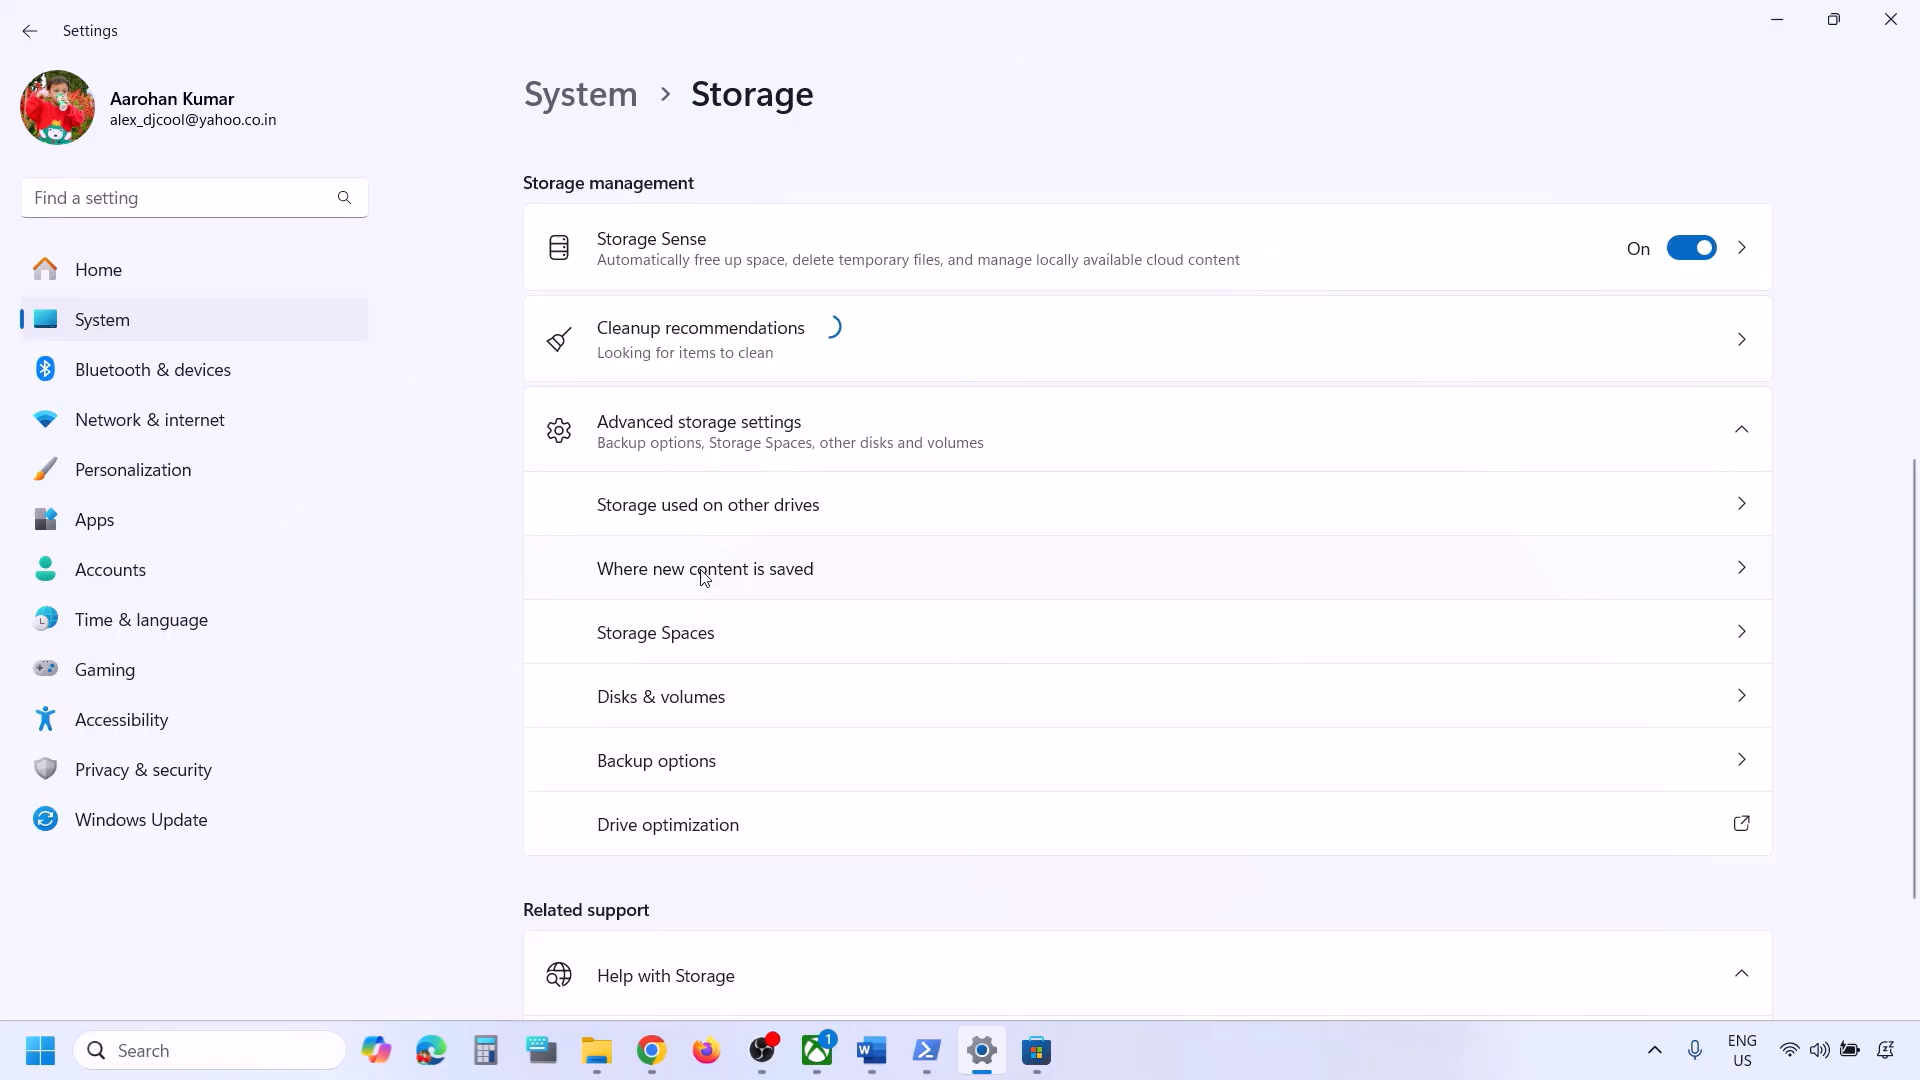 Settings
Aarohan Kumar
alex_djcool@yahoo.co.in
Find a setting
Home
System
Bluetooth & devices
Network & internet
Personalization
Apps
Accounts
Time & language
Gaming
Accessibility
Privacy & security
Windows Update
System > Storage
Storage management
Storage Sense
Automatically free up space, delete temporary files, and manage locally available cloud content
On
Cleanup recommendations
Looking for items to clean
Advanced storage settings
Backup options, Storage Spaces, other disks and volumes
Storage used on other drives
Where new content is saved
Storage Spaces
Disks & volumes
Backup options
Drive optimization
Related support
Help with Storage
Search
1
ENG
US